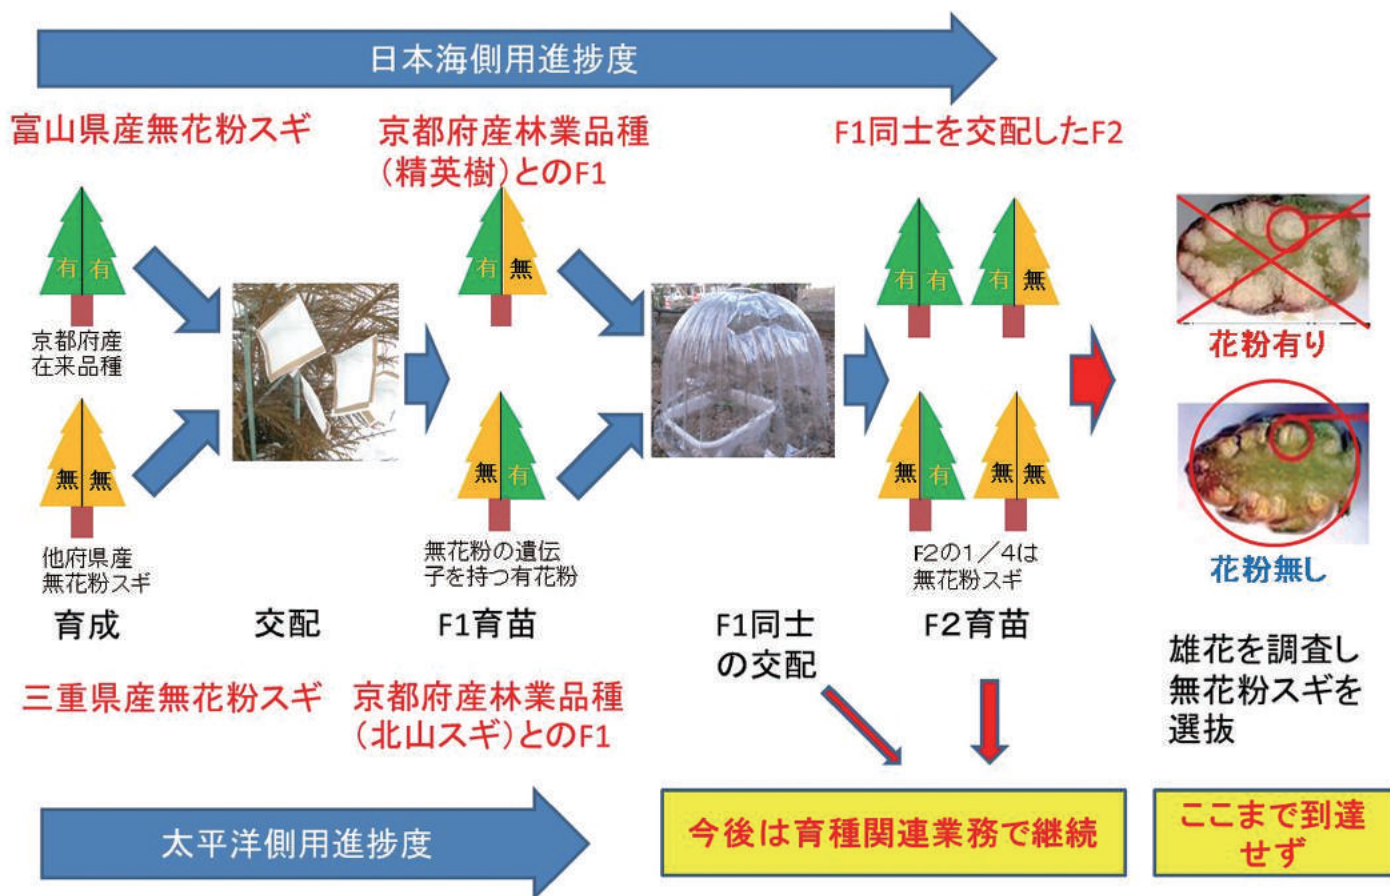 日本海側用進捗度
富山県産無花粉スギ
京都府産林業品種
(精英樹)とのF1
F1同士を交配したF2
有 有
有 無
有 有
有 無
京都府産
在来品種
花粉有り
無 無
無 有
無 有
無 無
他府県産
無花粉スギ
無花粉の遺伝
子を持つ有花粉
F2の1/4は
無花粉スギ
花粉無し
育成
交配
F1育苗
F1同士
の交配
F2育苗
雄花を調査し
無花粉スギを
選抜
三重県産無花粉スギ
京都府産林業品種
(北山スギ)とのF1
太平洋側用進捗度
今後は育種関連業務で継続
ここまで到達
せず